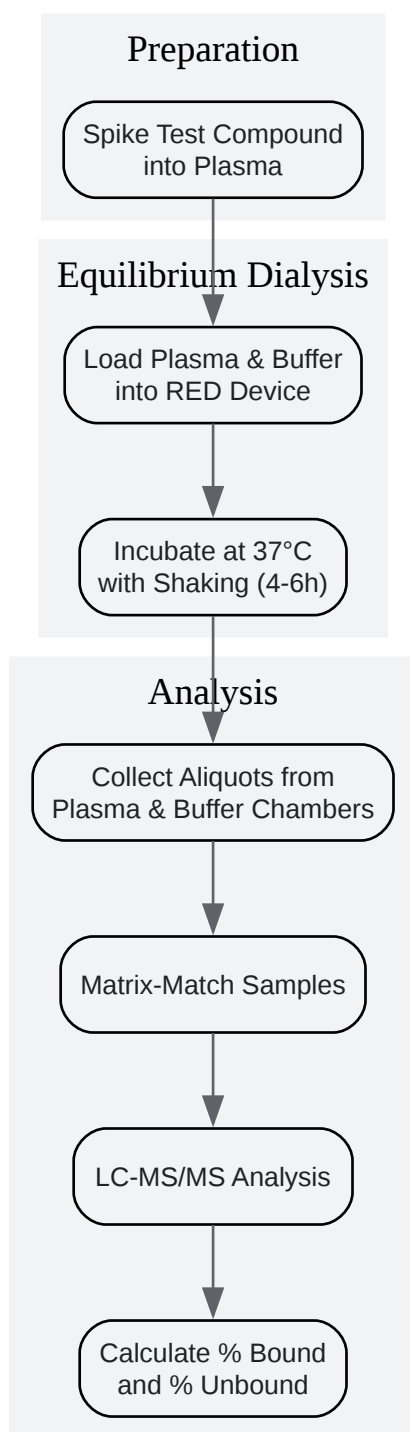 Preparation
Spike Test Compound
into Plasma
Equilibrium Dialysis
Load Plasma & Buffer
into RED Device
Incubate at 37°C
with Shaking (4-6h)
Analysis
Collect Aliquots from
Plasma & Buffer Chambers
Matrix-Match Samples
LC-MS/MS Analysis
Calculate % Bound
and % Unbound